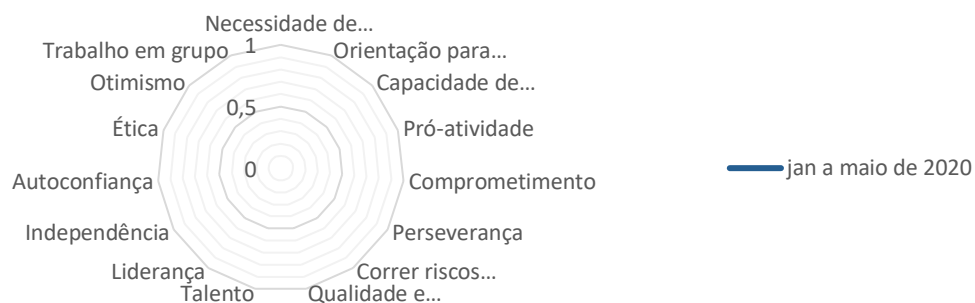 Necessidade de...
Trabalho em grupo
1
Orientação para...
Otimismo
Capacidade de...
0,5
Ética
Pró-atividade
0
jan a maio de 2020
Autoconfiança
Comprometimento
Independência
Perseverança
Liderança
Correr riscos...
Talento
Qualidade e...